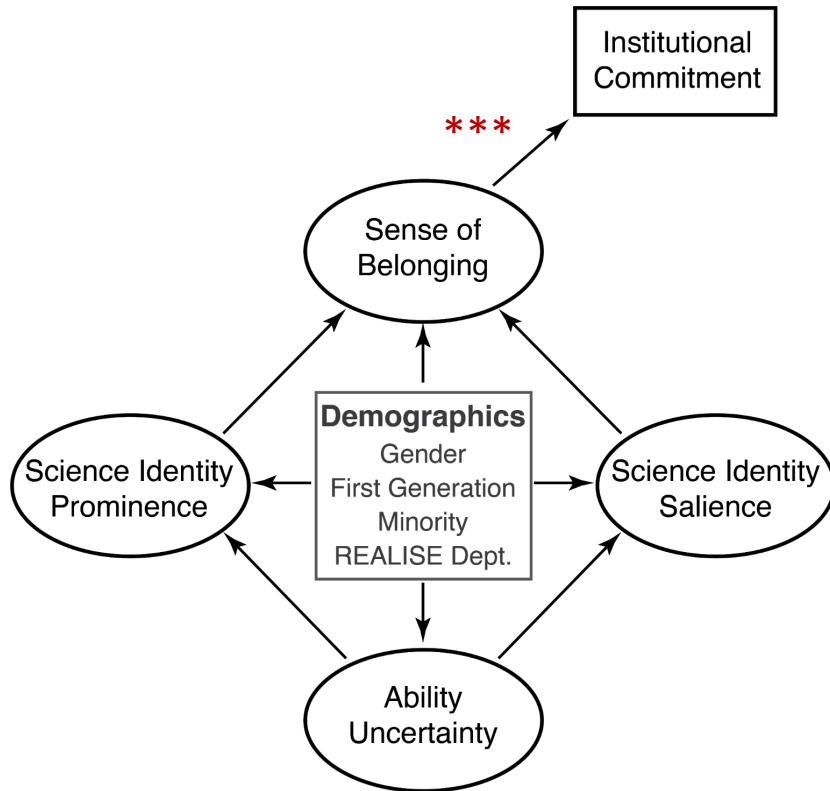 Institutional
Commitment
***
Sense of
Belonging
Demographics
Gender
First Generation
Minority
REALISE Dept.
Science Identity
Prominence
Science Identity
Salience
Ability
Uncertainty